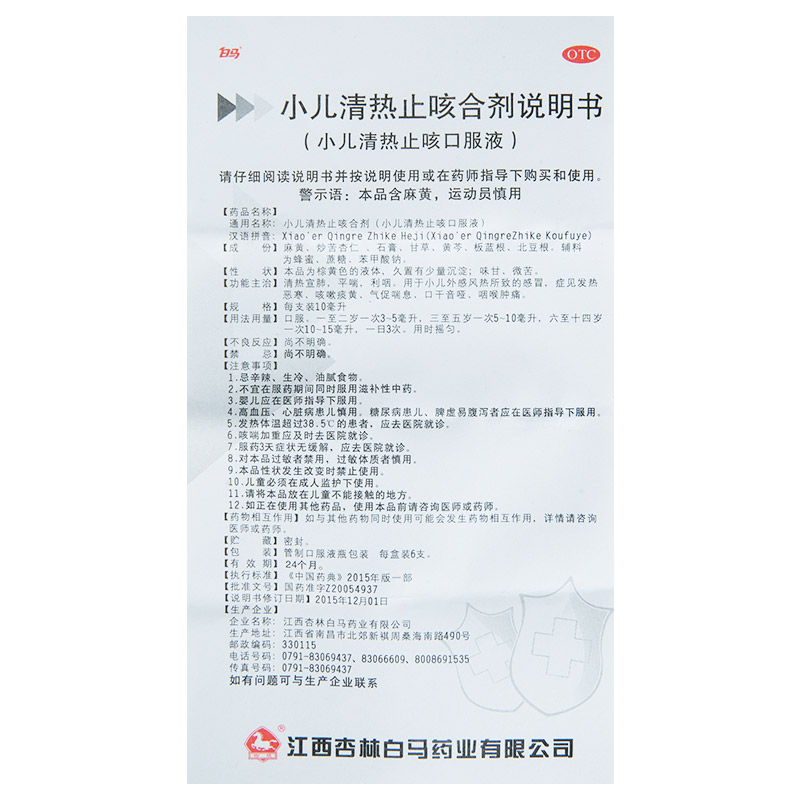 白马
OTC
小儿清热止咳合剂说明书
(小儿清热止咳口服液)
请仔细阅读说明书并按说明使用或在药师指导下购买和使用。
警示语：本品含麻黄，运动员慎用
【药品名称】
通用名称：小儿清热止咳合剂(小儿清热止咳口服液)
汉语拼音：Xiao'er Qingre Zhike Heji(Xiao'er QingreZhike Koufuye)
【成　份】麻黄、炒苦杏仁、石膏、甘草、黄芩、板蓝根、北豆根。辅料
为蜂蜜、蔗糖、苯甲酸钠。
【性　状】本品为棕黄色的液体，久置有少量沉淀；味甘、微苦。
【功能主治】清热宣肺，平喘，利咽。用于小儿外感风热所致的感冒，症见发热
恶寒、咳嗽痰黄、气促喘息、口干音哑、咽喉肿痛。
【规　格】每支装10毫升
【用法用量】口服。一至二岁一次3~5毫升，三至五岁一次5~10毫升，六至十四岁
一次10~15毫升，一日3次。用时摇匀。
【不良反应】尚不明确。
【禁　忌】尚不明确。
【注意事项】
1.忌辛辣、生冷、油腻食物。
2.不宜在服药期间同时服用滋补性中药。
3.婴儿应在医师指导下服用。
4.高血压、心脏病患儿慎用。糖尿病患儿、脾虚易腹泻者应在医师指导下服用。
5.发热体温超过38.5℃的患者，应去医院就诊。
6.咳喘加重应及时去医院就诊。
7.服药3天症状无缓解，应去医院就诊。
8.对本品过敏者禁用，过敏体质者慎用。
9.本品性状发生改变时禁止使用。
10.儿童必须在成人监护下使用。
11.请将本品放在儿童不能接触的地方。
12.如正在使用其他药品，使用本品前请咨询医师或药师。
【药物相互作用】如与其他药物同时使用可能会发生药物相互作用，详情请咨询
医师或药师。
【贮　藏】密封。
【包　装】管制口服液瓶包装　每盒装6支。
【有 效 期】24个月。
【执行标准】《中国药典》2015年版一部
【批准文号】国药准字Z20054937
【说明书修订日期】2015年12月01日
【生产企业】
企业名称：江西杏林白马药业有限公司
生产地址：江西省南昌市北郊新祺周桑海南路490号
邮政编码：330115
电话号码：0791-83069437、83066609、8008691535
传真号码：0791-83069437
如有问题可与生产企业联系
江西杏林白马药业有限公司